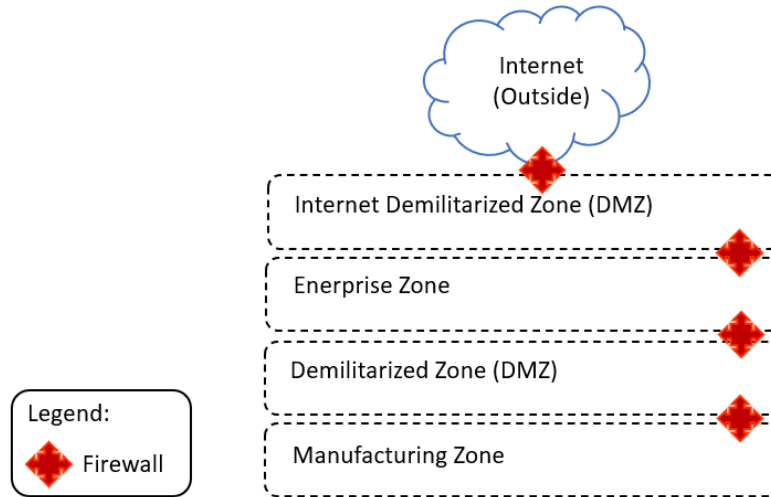 Internet
(Outside)
Internet Demilitarized Zone (DMZ)
Enerprise Zone
Demilitarized Zone (DMZ)
Legend:
Firewall
Manufacturing Zone